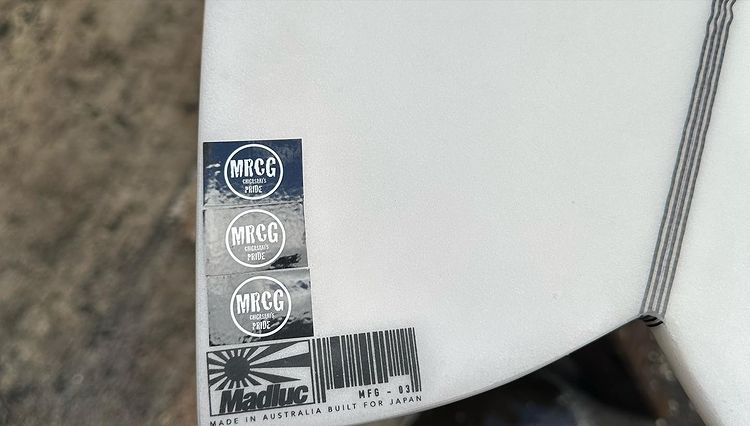 MRCG
CHIGASAKI'S
PRIDE
MRCG
CHIGASAKI'S
PRIDE
MRCG
CHIGASAKI'S
PRIDE
Madluc
MFG - 03
MADE IN AUSTRALIA BUILT FOR JAPAN